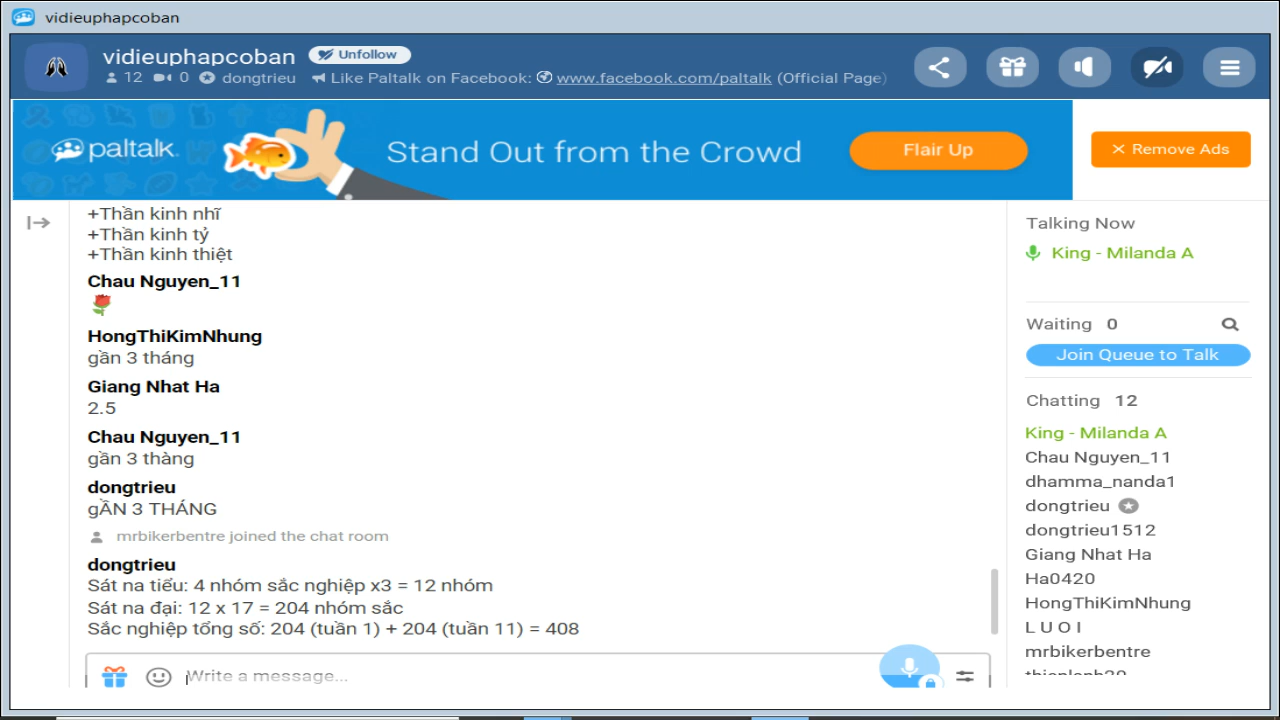 vidieuphapcoban
vidieuphapcoban Unfollow
12 0 dongtrieu Like Paltalk on Facebook: www.facebook.com/paltalk (Official Page)
paltalk Stand Out from the Crowd Flair Up
× Remove Ads
+Thần kinh nhĩ
+Thần kinh tỷ
+Thần kinh thiệt
Chau Nguyen_11
HongThiKimNhung
gần 3 tháng
Giang Nhat Ha
2.5
Chau Nguyen_11
gần 3 thàng
dongtrieu
gẦN 3 THÁNG
mrbikerbentre joined the chat room
dongtrieu
Sát na tiểu: 4 nhóm sắc nghiệp x3 = 12 nhóm
Sát na đại: 12 x 17 = 204 nhóm sắc
Sắc nghiệp tổng số: 204 (tuần 1) + 204 (tuần 11) = 408
Write a message...
Talking Now
King - Milanda A
Waiting 0
Join Queue to Talk
Chatting 12
King - Milanda A
Chau Nguyen_11
dhamma_nanda1
dongtrieu
dongtrieu1512
Giang Nhat Ha
Ha0420
HongThiKimNhung
L U O I
mrbikerbentre